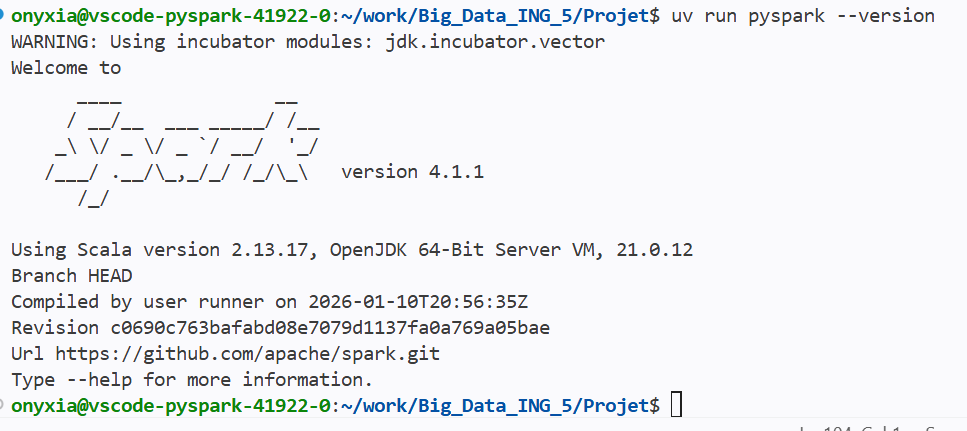 onyxia@vscode-pyspark-41922-0:~/work/Big_Data_ING_5/Projet$ uv run pyspark --version
WARNING: Using incubator modules: jdk.incubator.vector
Welcome to
      ____              __
     / __/__  ___ _____/ /__
    _\ \/ _ \/ _ `/ __/  '_/
   /___/ .__/\_,_/_/ /_/\_\   version 4.1.1
      /_/
Using Scala version 2.13.17, OpenJDK 64-Bit Server VM, 21.0.12
Branch HEAD
Compiled by user runner on 2026-01-10T20:56:35Z
Revision c0690c763bafabd08e7079d1137fa0a769a05bae
Url https://github.com/apache/spark.git
Type --help for more information.
onyxia@vscode-pyspark-41922-0:~/work/Big_Data_ING_5/Projet$